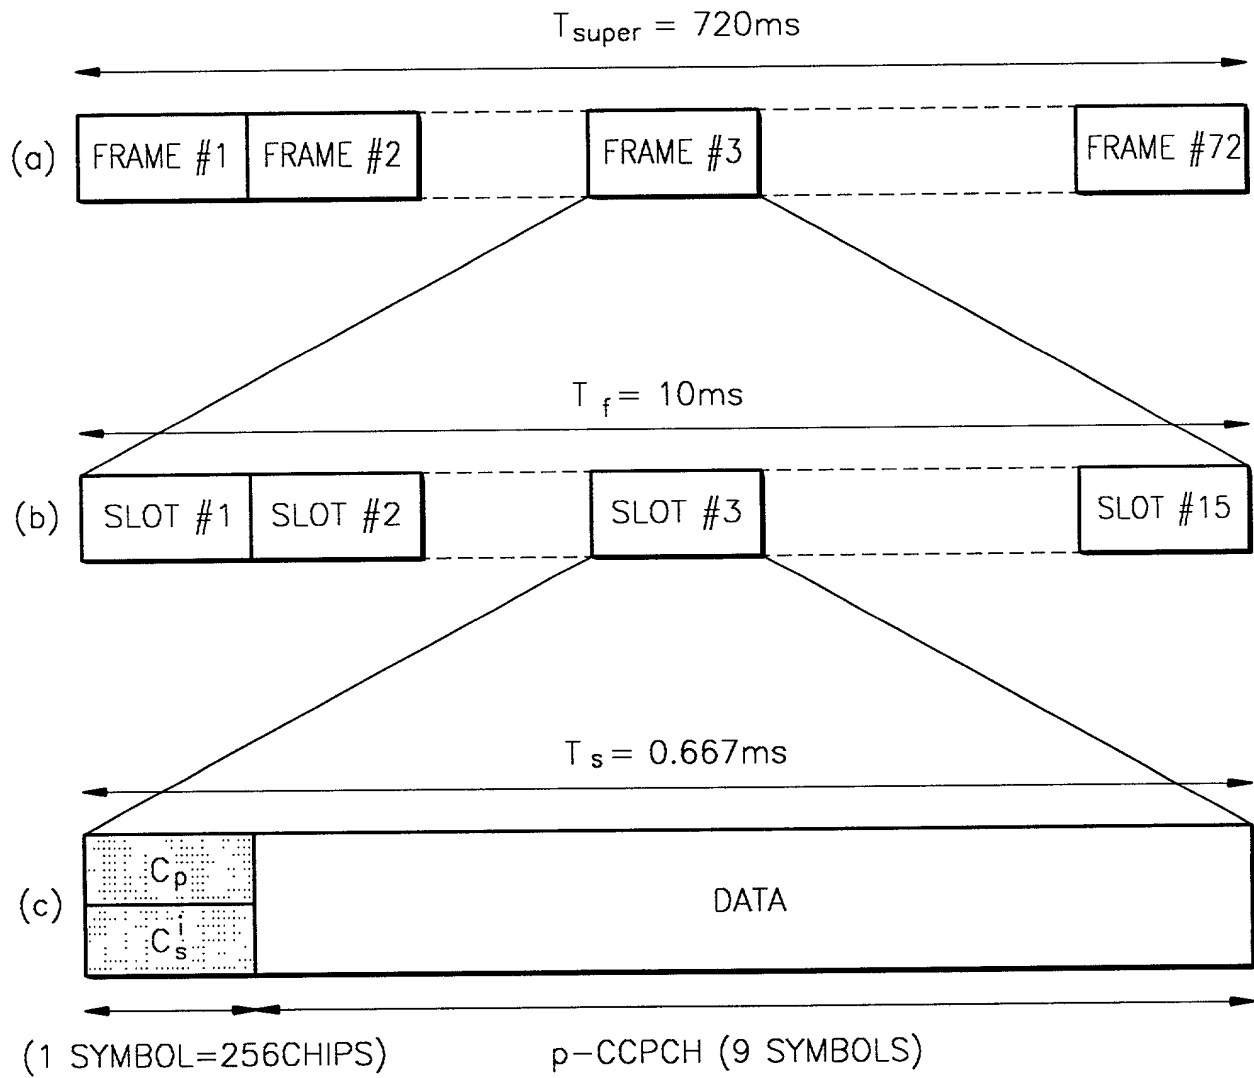 T_super = 720ms
(a) FRAME #1 FRAME #2 FRAME #3 FRAME #72
T_f = 10ms
(b) SLOT #1 SLOT #2 SLOT #3 SLOT #15
T_s = 0.667ms
C_p
(c) DATA
C_s^i
(1 SYMBOL=256CHIPS) p-CCPCH (9 SYMBOLS)